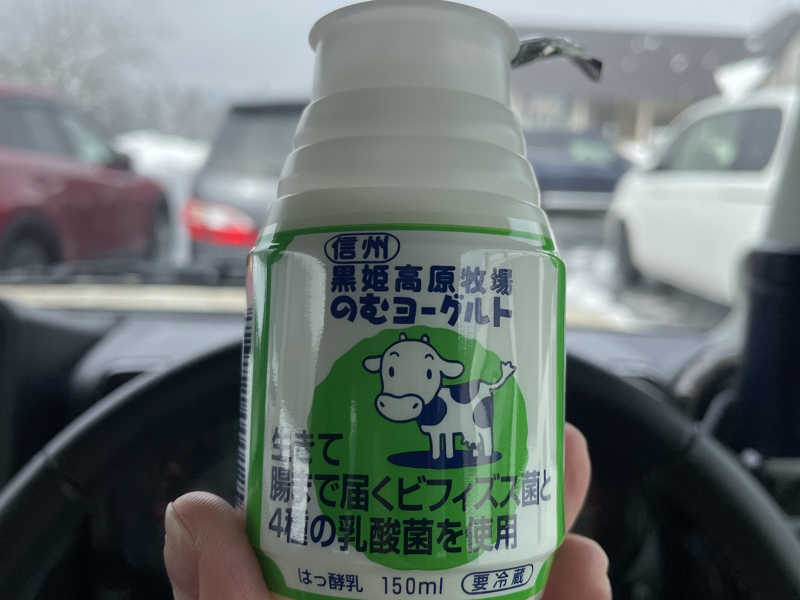 信州
黒姫高原牧場
のむヨーグルト
生きて
腸まで届くビフィズス菌と
4種の乳酸菌を使用
はっ酵乳 150ml 要冷蔵